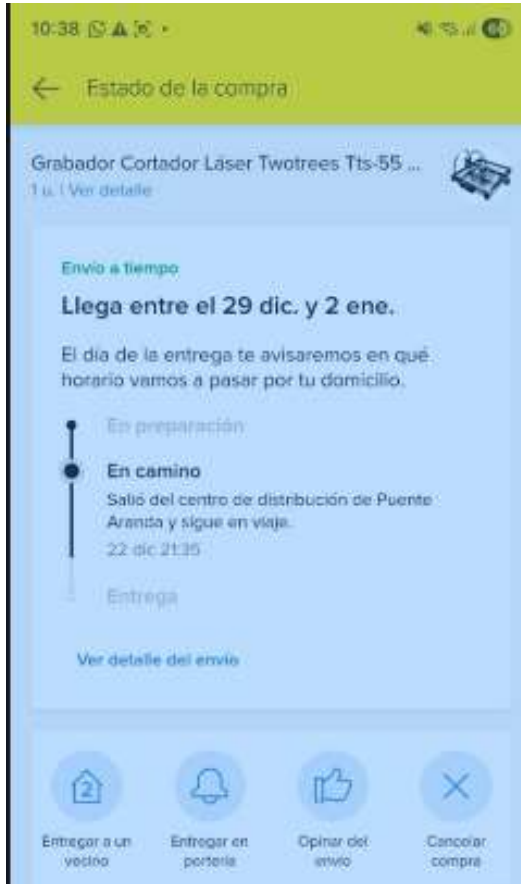 10:38
Estado de la compra
Grabador Cortador Láser Twotrees Tts-55 ...
1 u. | Ver detalle
Envío a tiempo
Llega entre el 29 dic. y 2 ene.
El día de la entrega te avisaremos en qué
horario vamos a pasar por tu domicilio.
En preparación
En camino
Salió del centro de distribución de Puente
Aranda y sigue en viaje.
22 dic 21:35
Entrega
Ver detalle del envío
2
Entregar a un
vecino
Entregar en
portería
Opinar del
envío
Cancelar
compra